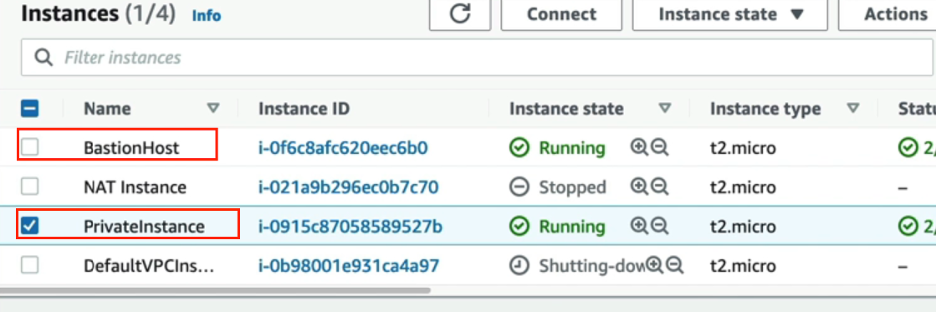 Instances (1/4) Info Connect Instance state Actions
Filter instances
Name Instance ID Instance state Instance type
BastionHost i-0f6c8afc620eec6b0 Running t2.micro 2/
NAT Instance i-021a9b296ec0b7c70 Stopped t2.micro –
PrivateInstance i-0915c87058589527b Running t2.micro 2/
DefaultVPCIns... i-0b98001e931ca4a97 Shutting-dow t2.micro –